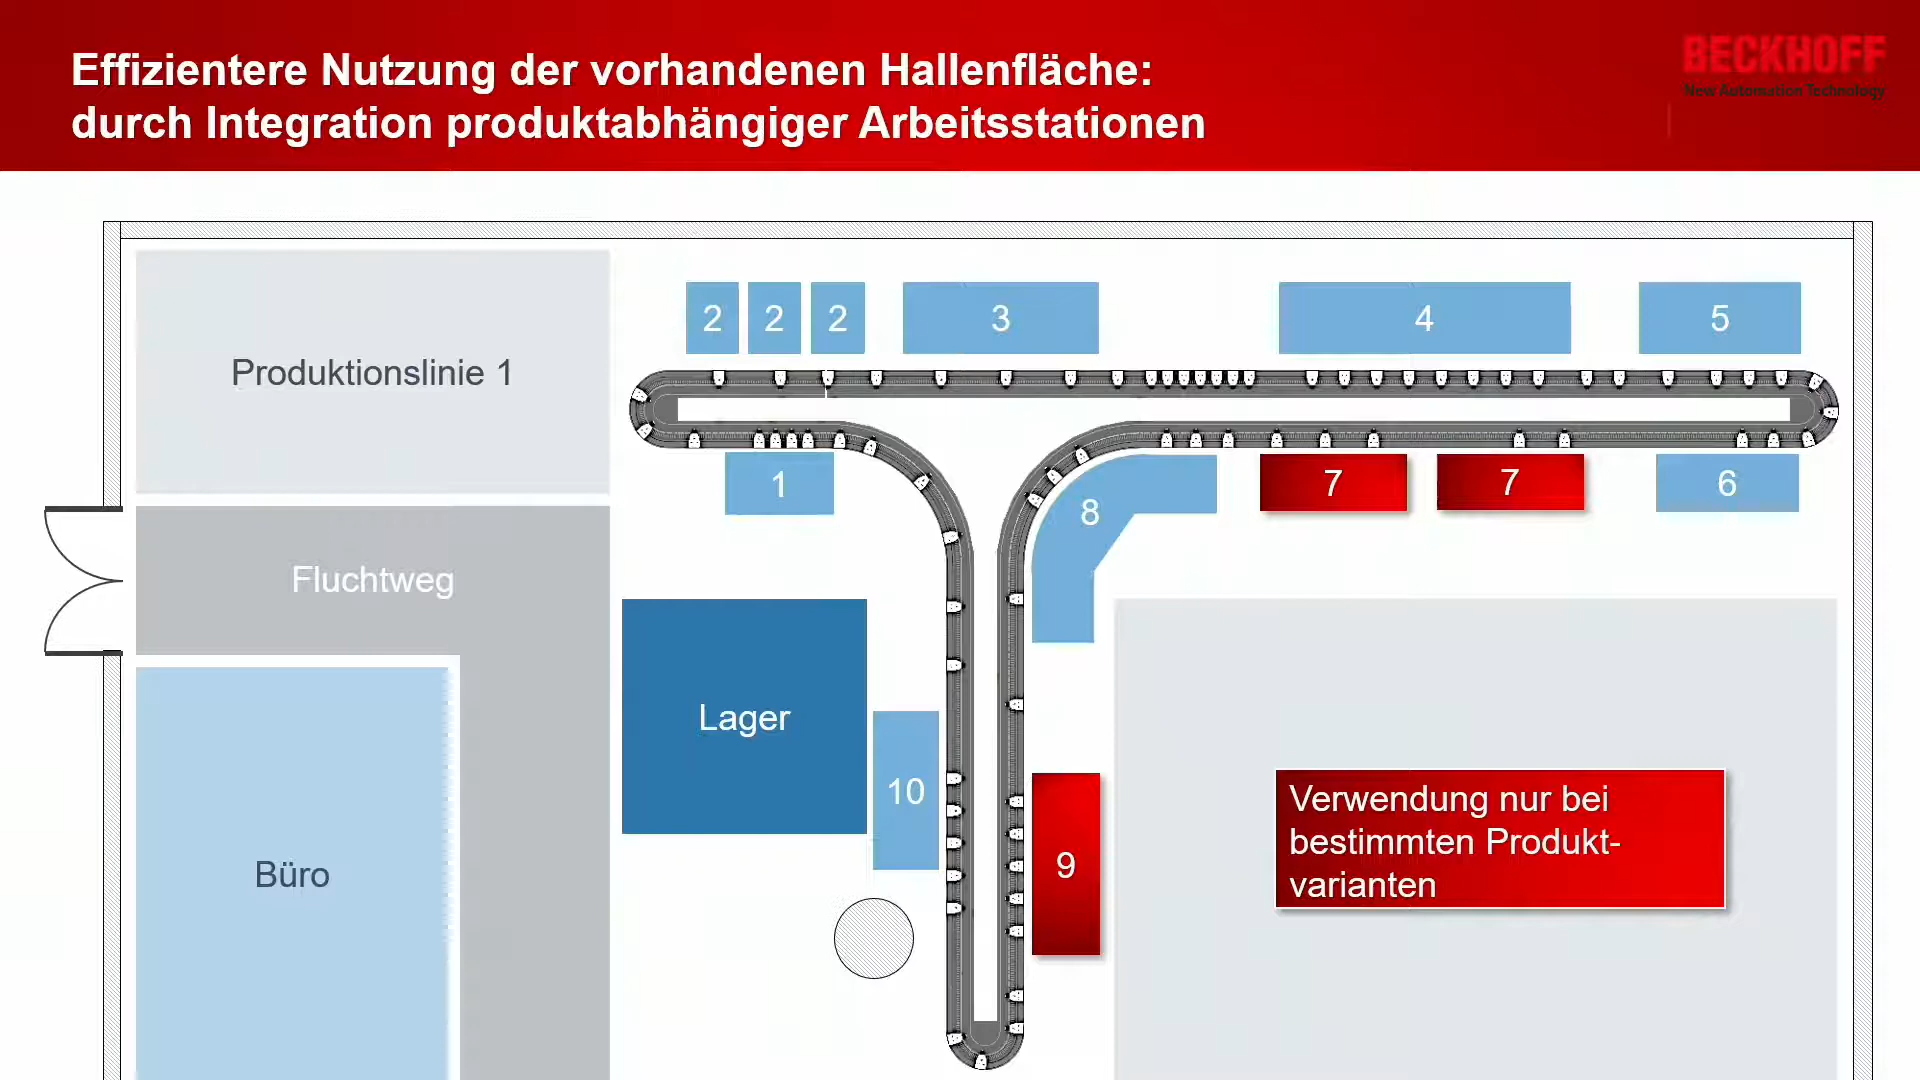 Effizientere Nutzung der vorhandenen Hallenfläche:
durch Integration produktabhängiger Arbeitsstationen
BECKHOFF
New Automation Technology
2 2 2 3 4 5
Produktionslinie 1
1 8 7 7 6
Fluchtweg
Lager
10
9
Büro
Verwendung nur bei
bestimmten Produkt-
varianten